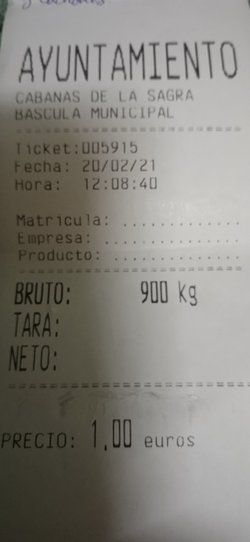 AYUNTAMIENTO
CABANAS DE LA SAGRA
BASCULA MUNICIPAL
Ticket:005915
Fecha: 20/02/21
Hora: 12:08:40
Matricula: ..............
Empresa: ..............
Producto: ..............
BRUTO: 900 kg
TARA:
NETO:
PRECIO: 1,00 euros